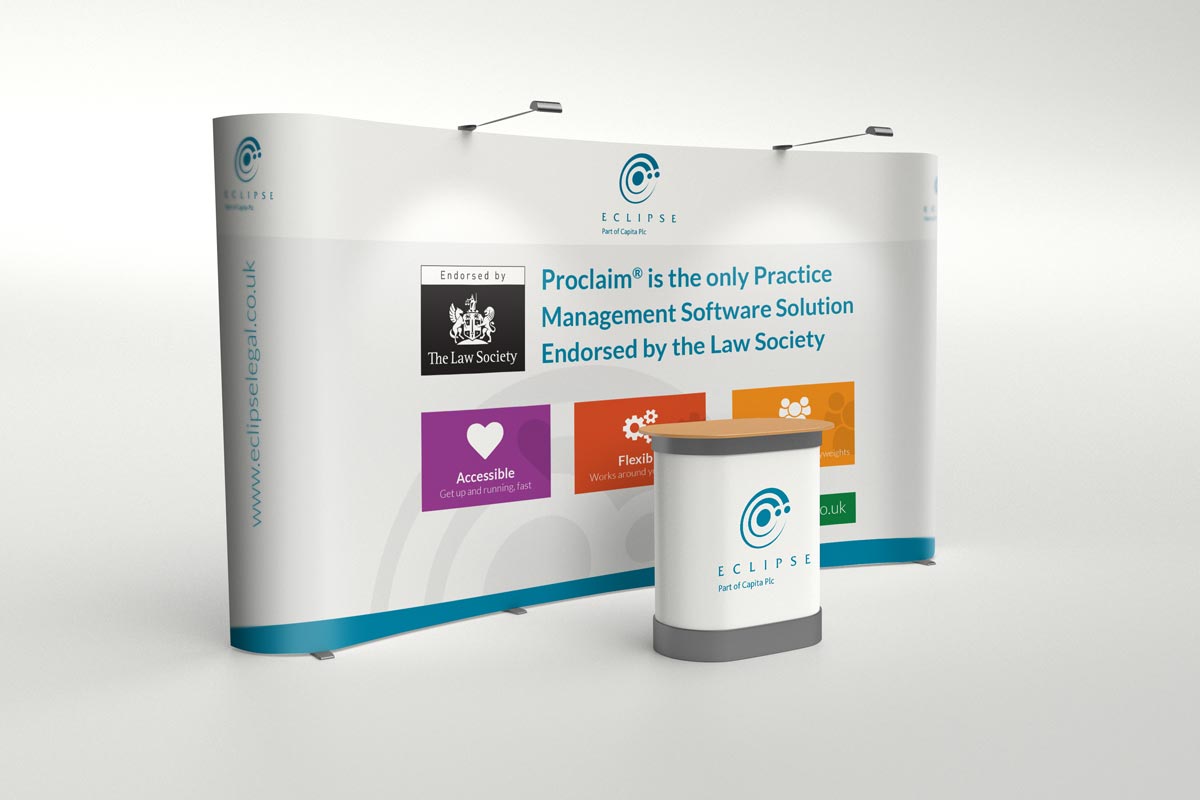 ECLIPSE
Part of Capita Plc
www.eclipselegal.co.uk
ECLIPSE
Part of Capita Plc
Endorsed by
The Law Society
Proclaim® is the only Practice
Management Software Solution
Endorsed by the Law Society
Accessible
Get up and running, fast
Flexib
Works around
o.uk
ECLIPSE
Part of Capita Plc